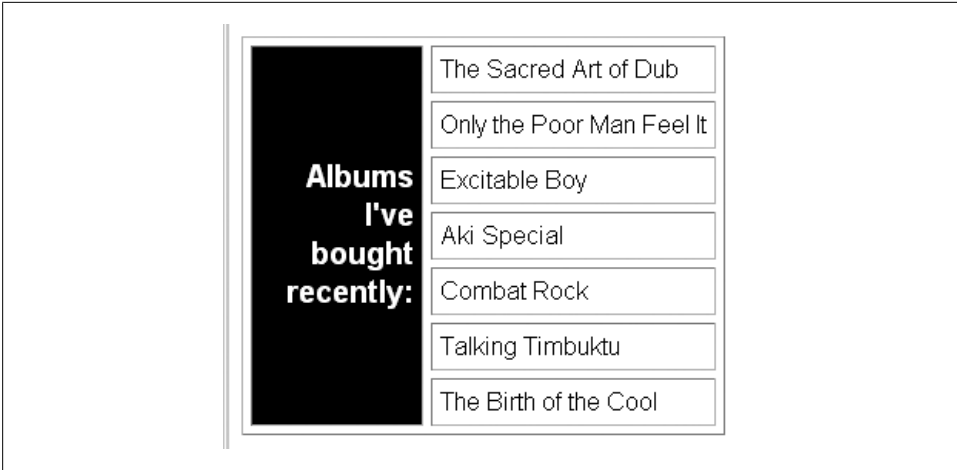 Albums
I've
bought
recently:
The Sacred Art of Dub
Only the Poor Man Feel It
Excitable Boy
Aki Special
Combat Rock
Talking Timbuktu
The Birth of the Cool